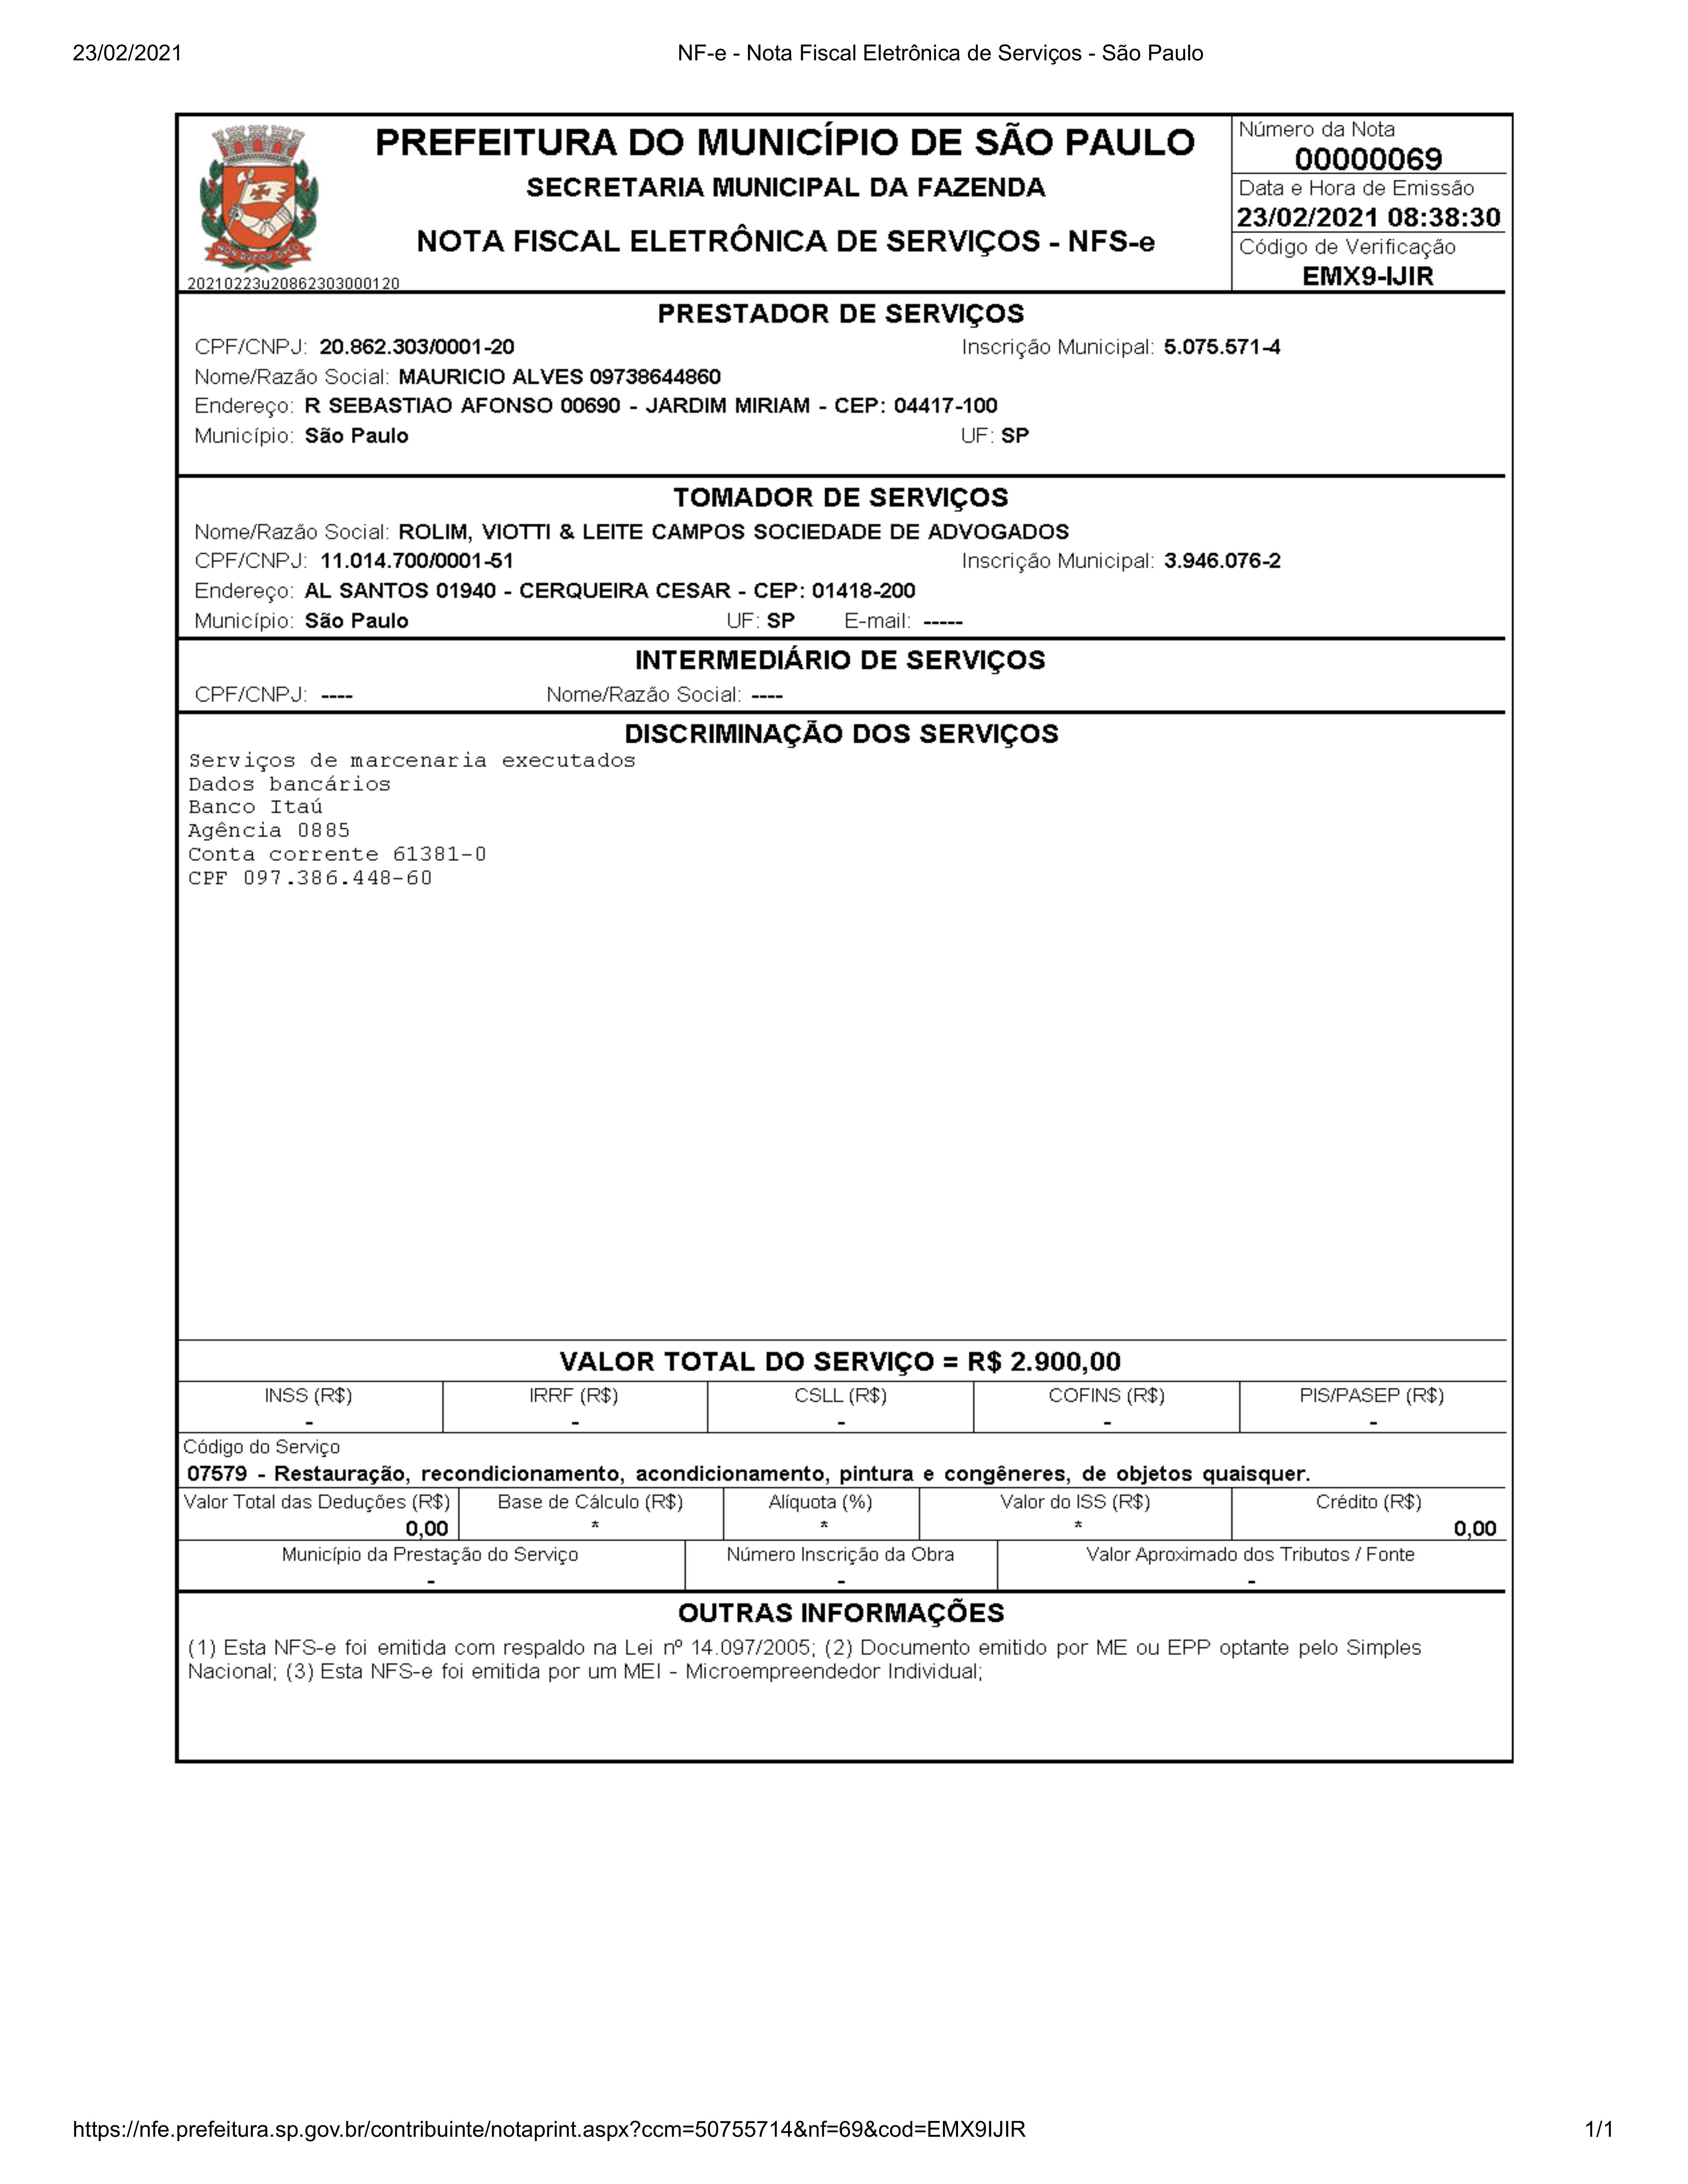 23/02/2021 NF-e - Nota Fiscal Eletrônica de Serviços - São Paulo
PREFEITURA DO MUNICÍPIO DE SÃO PAULO
SECRETARIA MUNICIPAL DA FAZENDA
NOTA FISCAL ELETRÔNICA DE SERVIÇOS - NFS-e
20210223u20862303000120
Número da Nota
00000069
Data e Hora de Emissão
23/02/2021 08:38:30
Código de Verificação
EMX9-IJIR
PRESTADOR DE SERVIÇOS
CPF/CNPJ: 20.862.303/0001-20 Inscrição Municipal: 5.075.571-4
Nome/Razão Social: MAURICIO ALVES 09738644860
Endereço: R SEBASTIAO AFONSO 00690 - JARDIM MIRIAM - CEP: 04417-100
Município: São Paulo UF: SP
TOMADOR DE SERVIÇOS
Nome/Razão Social: ROLIM, VIOTTI & LEITE CAMPOS SOCIEDADE DE ADVOGADOS
CPF/CNPJ: 11.014.700/0001-51 Inscrição Municipal: 3.946.076-2
Endereço: AL SANTOS 01940 - CERQUEIRA CESAR - CEP: 01418-200
Município: São Paulo UF: SP E-mail: -----
INTERMEDIÁRIO DE SERVIÇOS
CPF/CNPJ: ---- Nome/Razão Social: ----
DISCRIMINAÇÃO DOS SERVIÇOS
Serviços de marcenaria executados
Dados bancários
Banco Itaú
Agência 0885
Conta corrente 61381-0
CPF 097.386.448-60
VALOR TOTAL DO SERVIÇO = R$ 2.900,00
INSS (R$) IRRF (R$) CSLL (R$) COFINS (R$) PIS/PASEP (R$)
- - - - -
Código do Serviço
07579 - Restauração, recondicionamento, acondicionamento, pintura e congêneres, de objetos quaisquer.
Valor Total das Deduções (R$) Base de Cálculo (R$) Alíquota (%) Valor do ISS (R$) Crédito (R$)
0,00 * * * 0,00
Município da Prestação do Serviço Número Inscrição da Obra Valor Aproximado dos Tributos / Fonte
- - -
OUTRAS INFORMAÇÕES
(1) Esta NFS-e foi emitida com respaldo na Lei nº 14.097/2005; (2) Documento emitido por ME ou EPP optante pelo Simples
Nacional; (3) Esta NFS-e foi emitida por um MEI - Microempreendedor Individual;
https://nfe.prefeitura.sp.gov.br/contribuinte/notaprint.aspx?ccm=50755714&nf=69&cod=EMX9IJIR 1/1